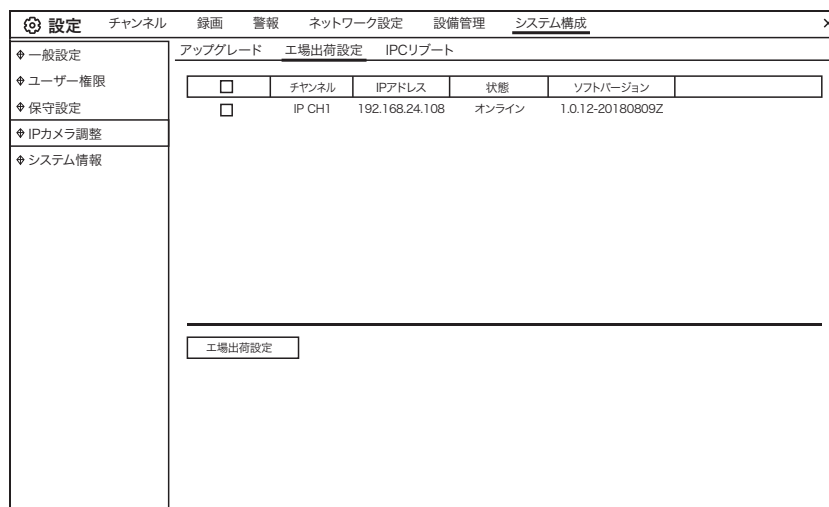 設定 チャンネル 録画 警報 ネットワーク設定 設備管理 システム構成 ×
一般設定
ユーザー権限
保守設定
IPカメラ調整
システム情報
アップグレード 工場出荷設定 IPCリブート
チャンネル IPアドレス 状態 ソフトバージョン
IP CH1 192.168.24.108 オンライン 1.0.12-20180809Z
工場出荷設定